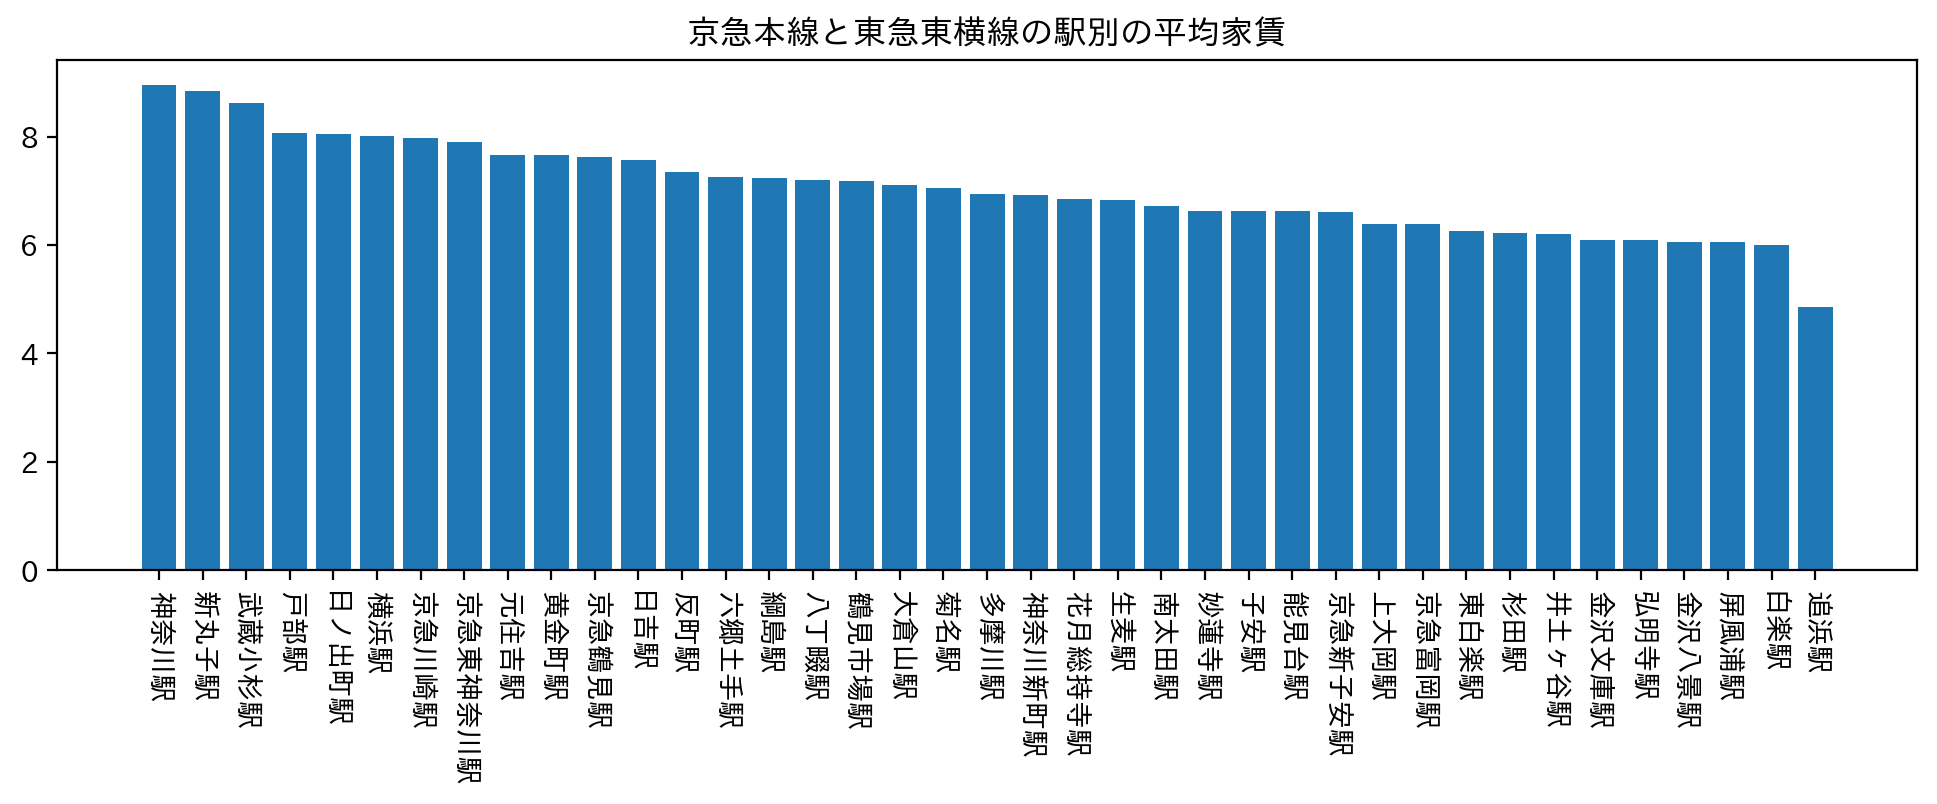 京急本線と東急東横線の駅別の平均家賃
8
6
4
2
0
神奈川駅
新丸子駅
武蔵小杉駅
戸部駅
日ノ出町駅
横浜駅
京急川崎駅
京急東神奈川駅
元住吉駅
黄金町駅
京急鶴見駅
日吉駅
反町駅
六郷土手駅
綱島駅
八丁畷駅
鶴見市場駅
大倉山駅
菊名駅
多摩川駅
神奈川新町駅
花月総持寺駅
生麦駅
南太田駅
妙蓮寺駅
子安駅
能見台駅
京急新子安駅
上大岡駅
京急富岡駅
東白楽駅
杉田駅
井土ヶ谷駅
金沢文庫駅
弘明寺駅
金沢八景駅
屏風浦駅
白楽駅
追浜駅